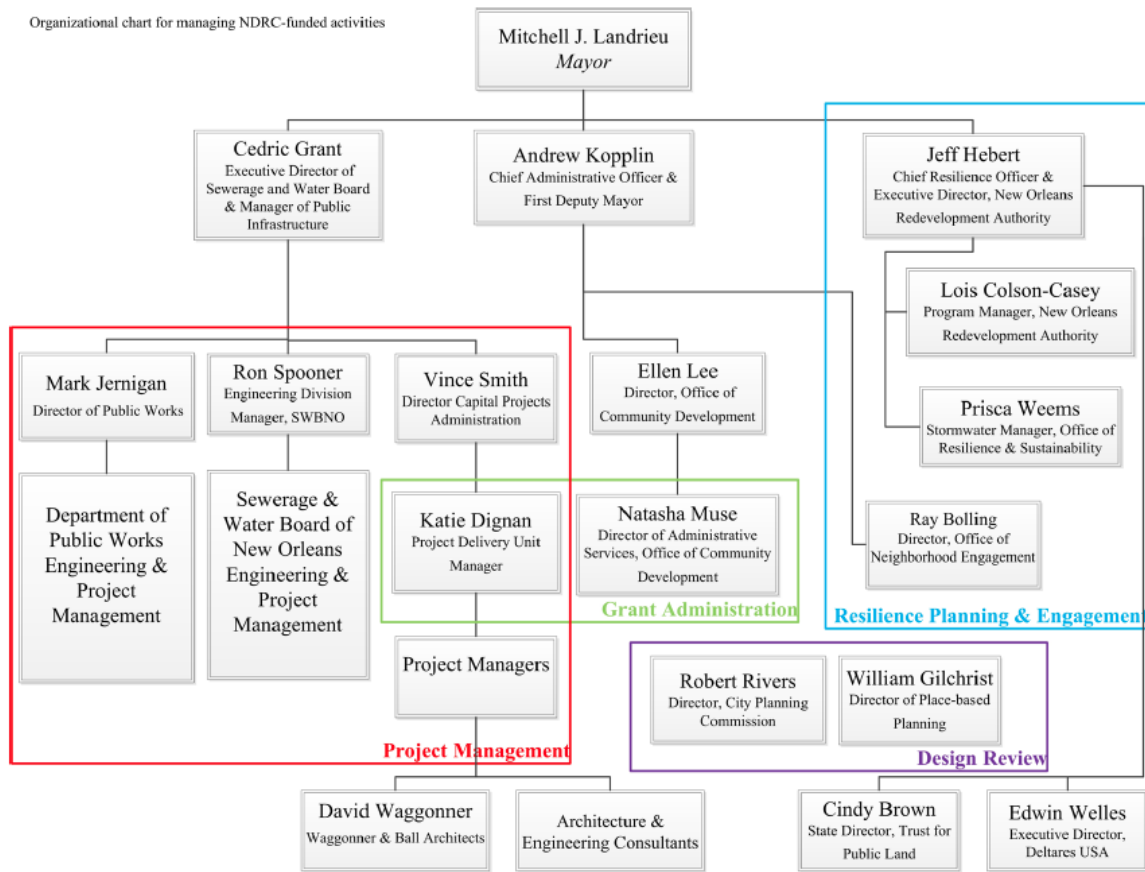 Organizational chart for managing NDRC-funded activities
Mitchell J. Landrieu
Mayor
Cedric Grant
Executive Director of
Sewerage and Water Board
& Manager of Public
Infrastructure
Andrew Kopplin
Chief Administrative Officer &
First Deputy Mayor
Jeff Hebert
Chief Resilience Officer &
Executive Director, New Orleans
Redevelopment Authority
Lois Colson-Casey
Program Manager, New Orleans
Redevelopment Authority
Mark Jernigan
Director of Public Works
Ron Spooner
Engineering Division
Manager, SWBNO
Vince Smith
Director Capital Projects
Administration
Ellen Lee
Director, Office of
Community Development
Prisca Weems
Stormwater Manager, Office of
Resilience & Sustainability
Department of
Public Works
Engineering &
Project
Management
Sewerage &
Water Board of
New Orleans
Engineering &
Project
Management
Katie Dignan
Project Delivery Unit
Manager
Natasha Muse
Director of Administrative
Services, Office of Community
Development
Ray Bolling
Director, Office of
Neighborhood Engagement
Grant Administration
Resilience Planning & Engagement
Project Managers
Robert Rivers
Director, City Planning
Commission
William Gilchrist
Director of Place-based
Planning
Project Management
Design Review
David Waggonner
Waggonner & Ball Architects
Architecture &
Engineering Consultants
Cindy Brown
State Director, Trust for
Public Land
Edwin Welles
Executive Director,
Deltares USA